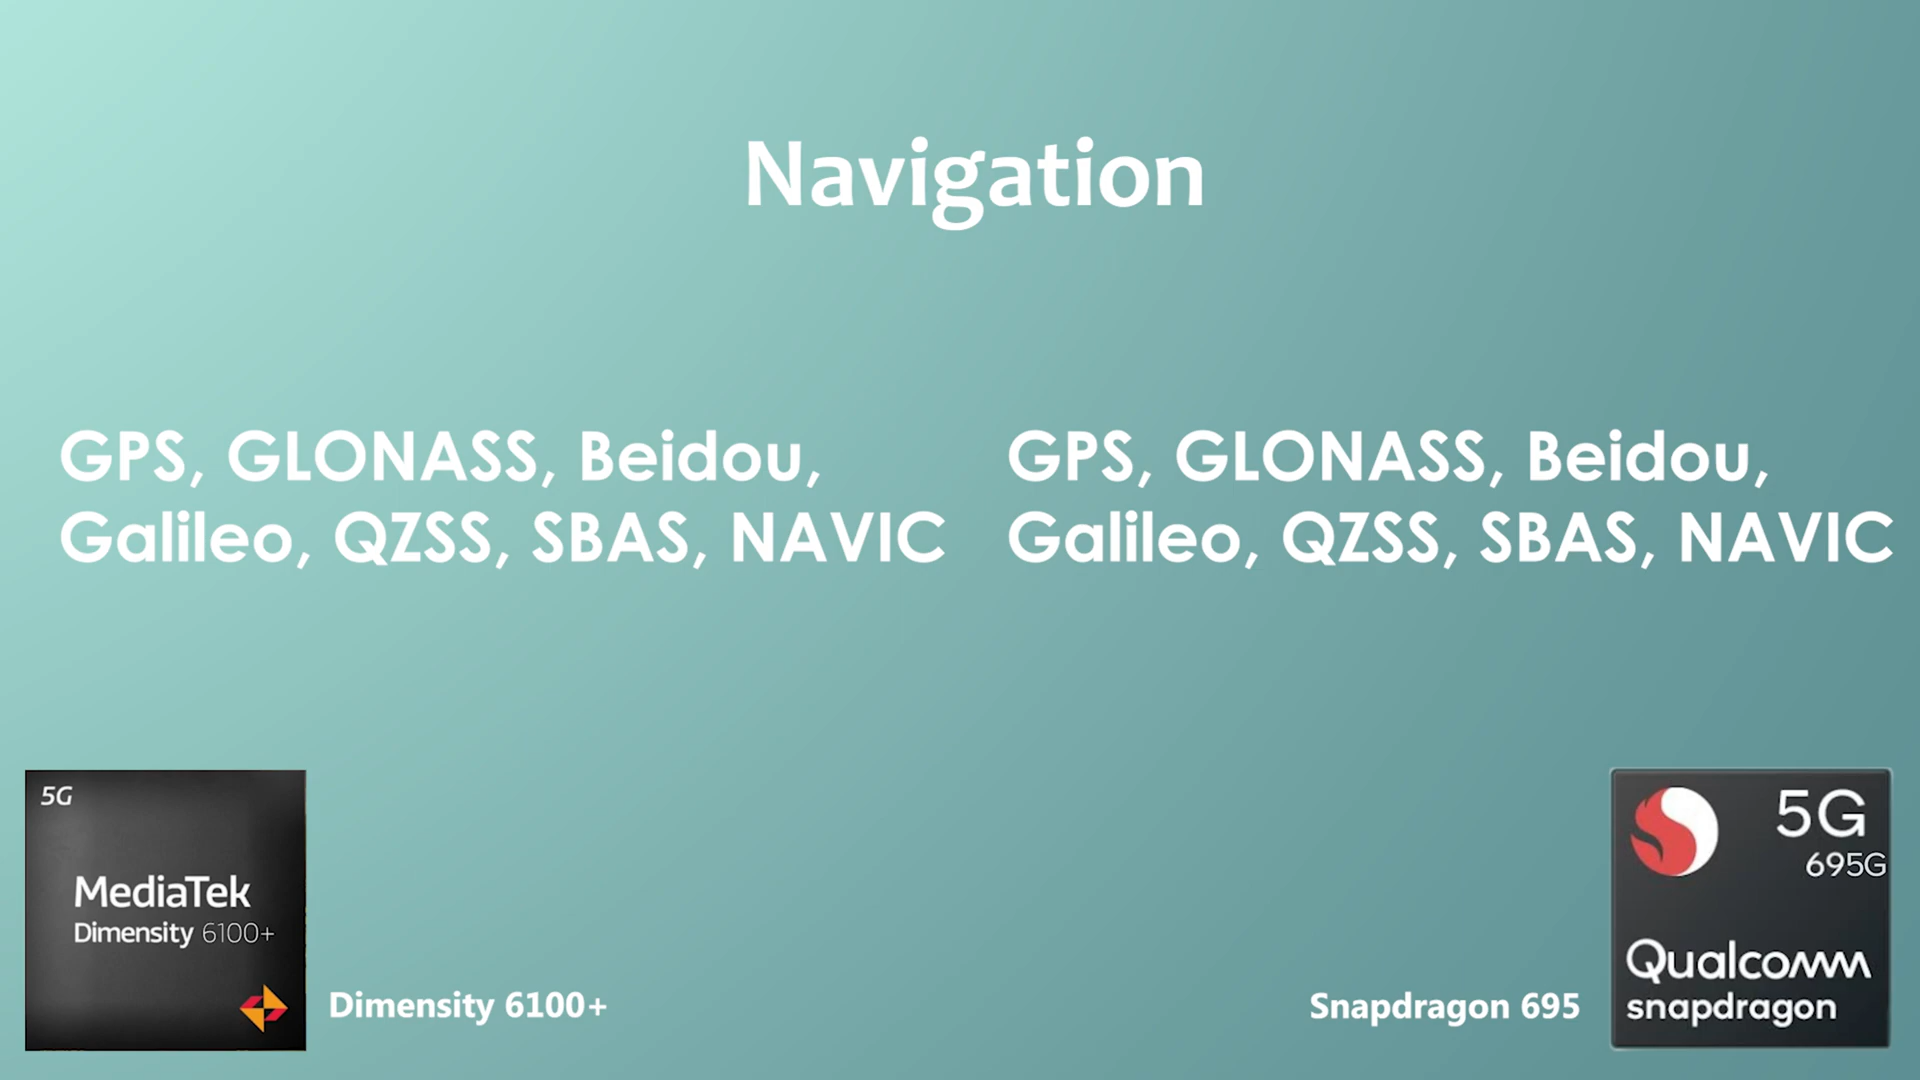 Navigation
GPS, GLONASS, Beidou,
Galileo, QZSS, SBAS, NAVIC
GPS, GLONASS, Beidou,
Galileo, QZSS, SBAS, NAVIC
5G
MediaTek
Dimensity 6100+
Dimensity 6100+
Snapdragon 695
5G
695G
Qualcomm
snapdragon